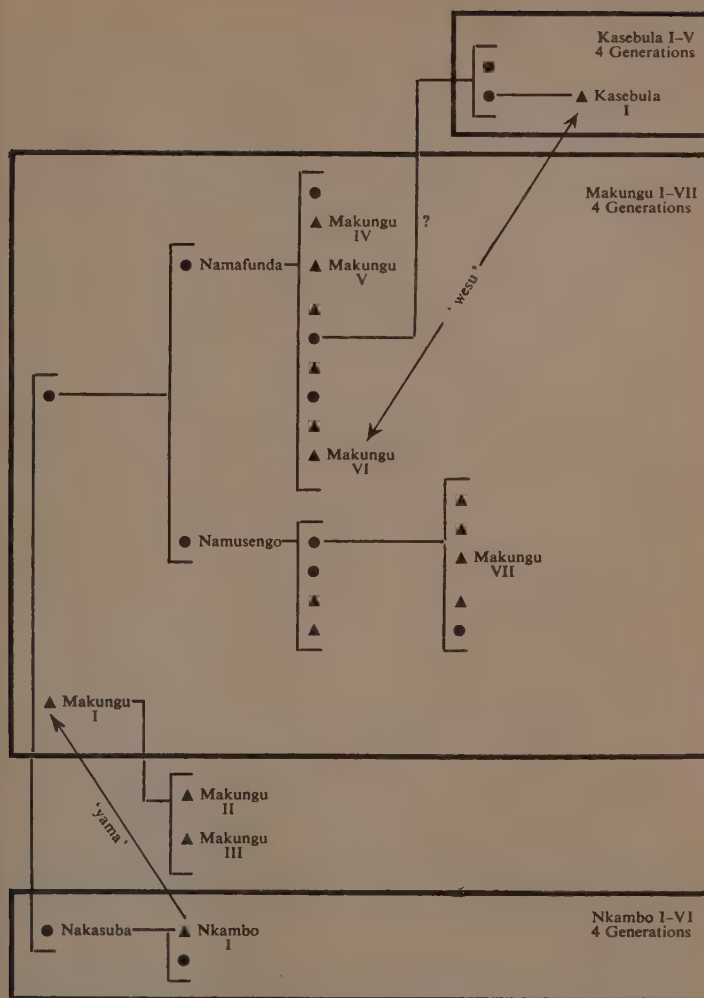 Kasebula I–V
4 Generations
Kasebula
I
Makungu I–VII
4 Generations
Makungu
IV
?
Namafunda
Makungu
V
'wesu'
Makungu
VI
Namusengo
Makungu
VII
Makungu
I
Makungu
II
'yama'
Makungu
III
Nkambo I–VI
4 Generations
Nakasuba
Nkambo
I